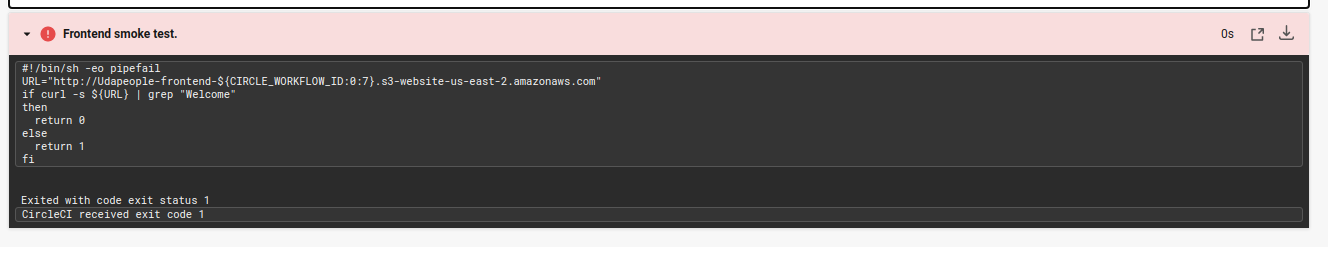 Frontend smoke test.
0s
#!/bin/sh -eo pipefail
URL="http://Udapeople-frontend-${CIRCLE_WORKFLOW_ID:0:7}.s3-website-us-east-2.amazonaws.com"
if curl -s ${URL} | grep "Welcome"
then
  return 0
else
  return 1
fi
Exited with code exit status 1
CircleCI received exit code 1